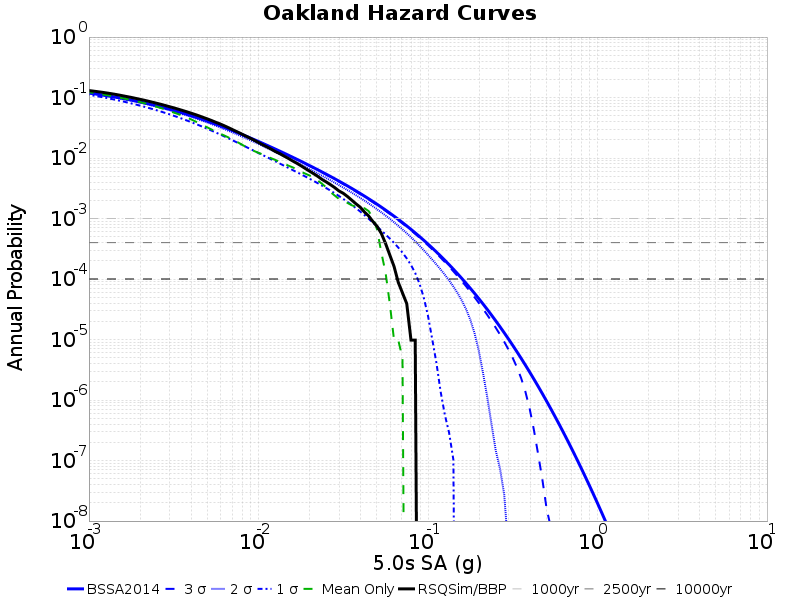 Oakland Hazard Curves
Annual Probability
10^0
10^-1
10^-2
10^-3
10^-4
10^-5
10^-6
10^-7
10^-8
10^-3 10^-2 10^-1 10^0 10^1
5.0s SA (g)
BSSA2014 3 σ 2 σ 1 σ Mean Only RSQSim/BBP 1000yr 2500yr 10000yr